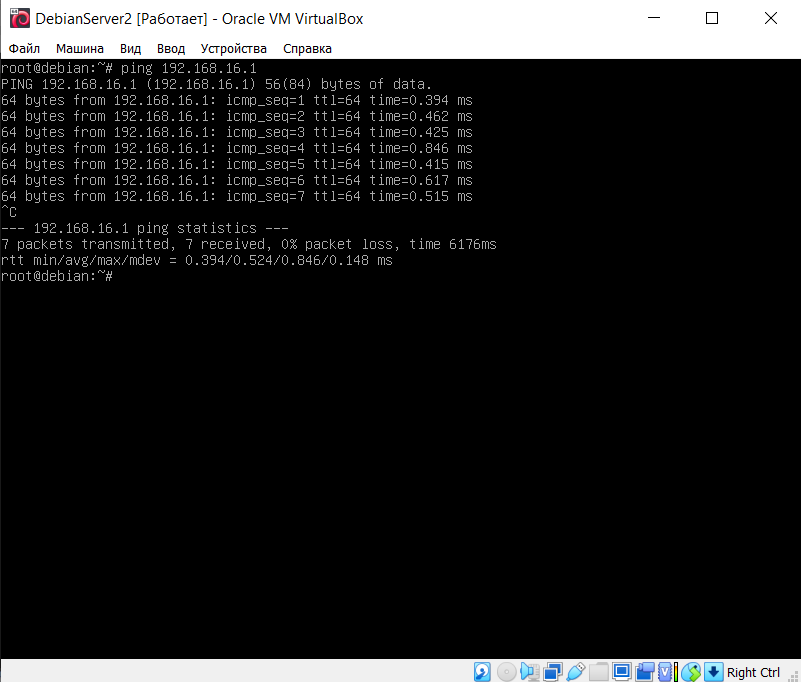 DebianServer2 [Работает] - Oracle VM VirtualBox
Файл Машина Вид Ввод Устройства Справка
root@debian:~# ping 192.168.16.1
PING 192.168.16.1 (192.168.16.1) 56(84) bytes of data.
64 bytes from 192.168.16.1: icmp_seq=1 ttl=64 time=0.394 ms
64 bytes from 192.168.16.1: icmp_seq=2 ttl=64 time=0.462 ms
64 bytes from 192.168.16.1: icmp_seq=3 ttl=64 time=0.425 ms
64 bytes from 192.168.16.1: icmp_seq=4 ttl=64 time=0.846 ms
64 bytes from 192.168.16.1: icmp_seq=5 ttl=64 time=0.415 ms
64 bytes from 192.168.16.1: icmp_seq=6 ttl=64 time=0.617 ms
64 bytes from 192.168.16.1: icmp_seq=7 ttl=64 time=0.515 ms
^C
--- 192.168.16.1 ping statistics ---
7 packets transmitted, 7 received, 0% packet loss, time 6176ms
rtt min/avg/max/mdev = 0.394/0.524/0.846/0.148 ms
root@debian:~#
Right Ctrl